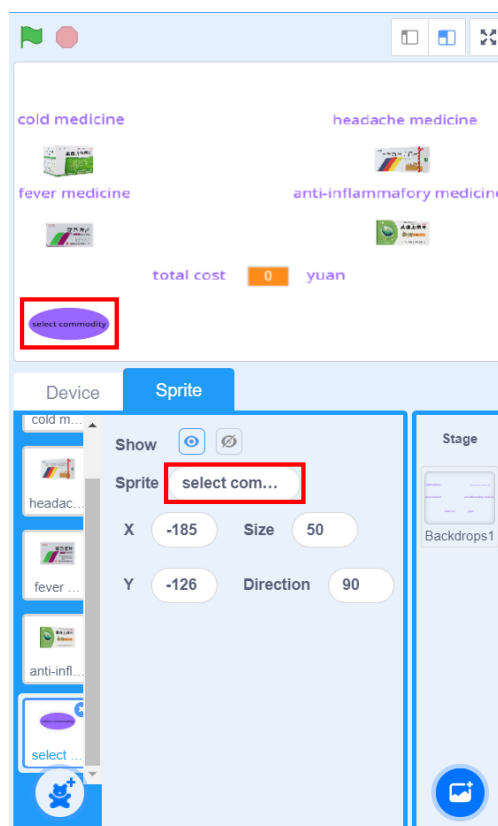 cold medicine
headache medicine
fever medicine
anti-inflammafory medicine
total cost 0 yuan
select commodity
Device
Sprite
cold m...
Show
Stage
Sprite select com...
headac...
X -185 Size 50
Backdrops1
Y -126 Direction 90
fever ...
anti-infl...
select ...